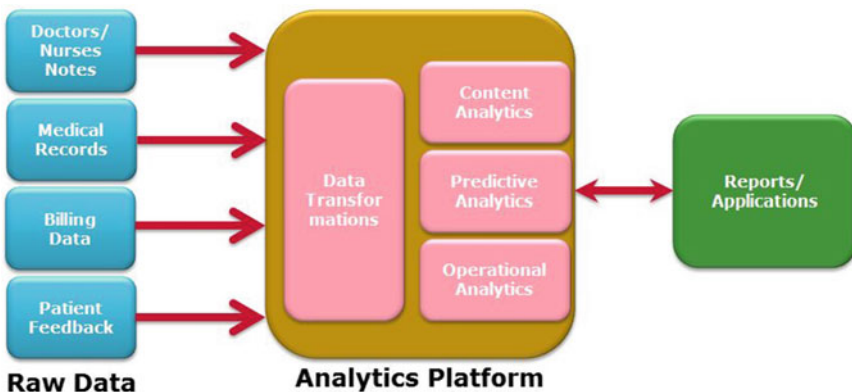 Doctors/
Nurses
Notes
Medical
Records
Billing
Data
Patient
Feedback
Raw Data
Data
Transfor
mations
Content
Analytics
Predictive
Analytics
Operational
Analytics
Analytics Platform
Reports/
Applications